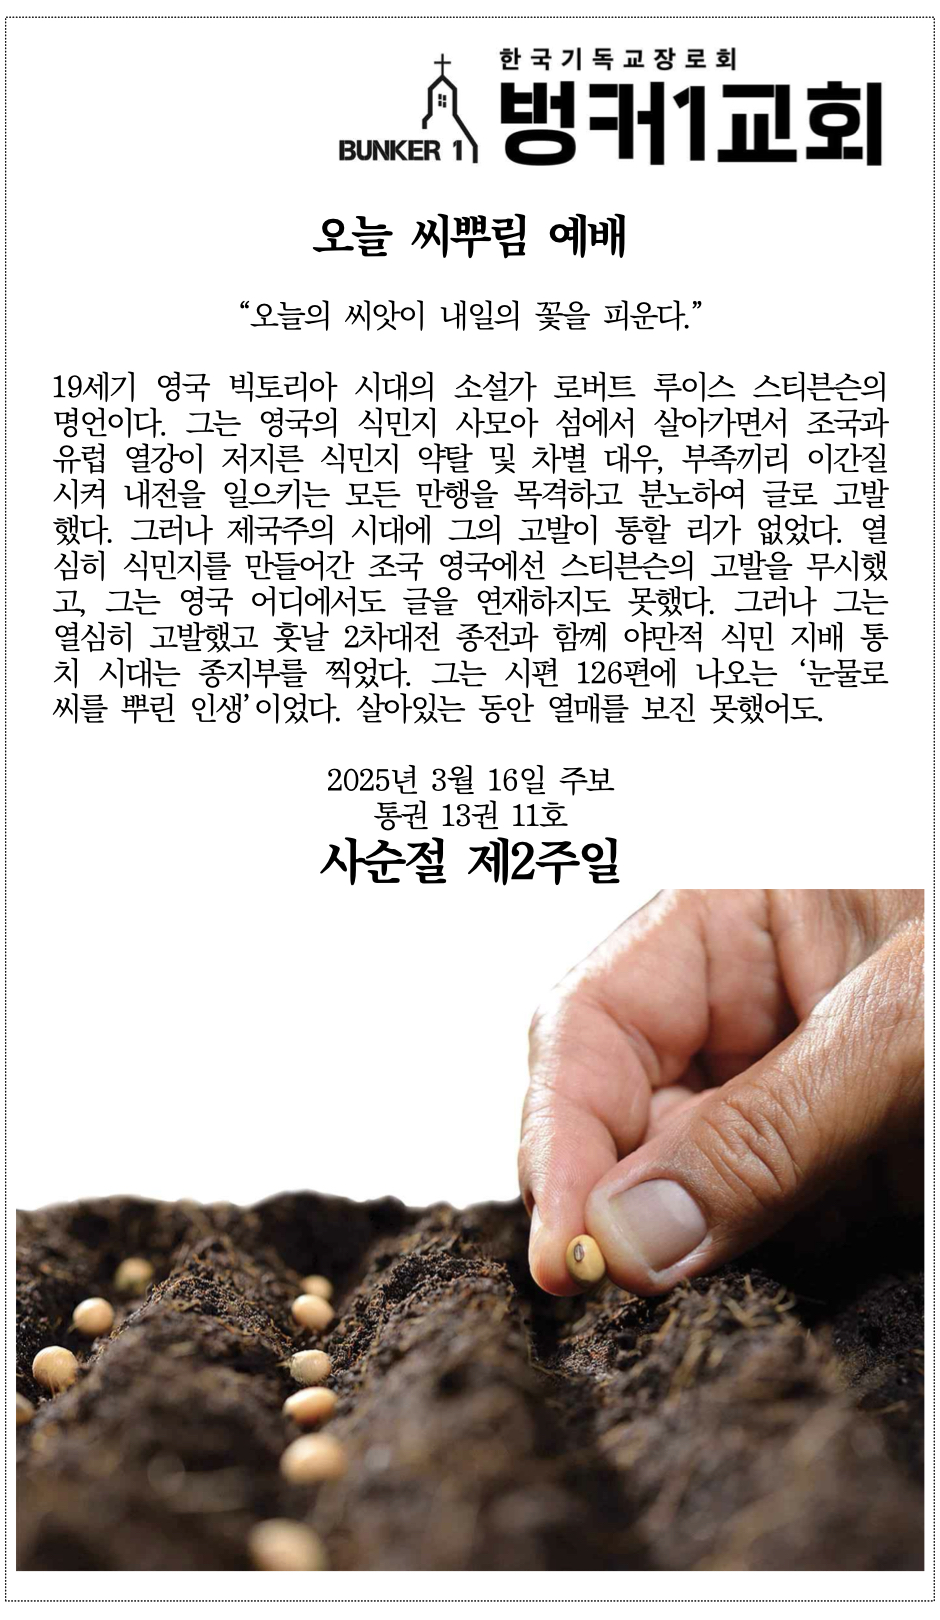 한국기독교장로회
BUNKER 1 벙커1교회
오늘 씨뿌림 예배
“오늘의 씨앗이 내일의 꽃을 피운다.”
19세기 영국 빅토리아 시대의 소설가 로버트 루이스 스티븐슨의
명언이다. 그는 영국의 식민지 사모아 섬에서 살아가면서 조국과
유럽 열강이 저지른 식민지 약탈 및 차별 대우, 부족끼리 이간질
시켜 내전을 일으키는 모든 만행을 목격하고 분노하여 글로 고발
했다. 그러나 제국주의 시대에 그의 고발이 통할 리가 없었다. 열
심히 식민지를 만들어간 조국 영국에선 스티븐슨의 고발을 무시했
고, 그는 영국 어디에서도 글을 연재하지도 못했다. 그러나 그는
열심히 고발했고 훗날 2차대전 종전과 함꼐 야만적 식민 지배 통
치 시대는 종지부를 찍었다. 그는 시편 126편에 나오는 ‘눈물로
씨를 뿌린 인생’이었다. 살아있는 동안 열매를 보진 못했어도.
2025년 3월 16일 주보
통권 13권 11호
사순절 제2주일